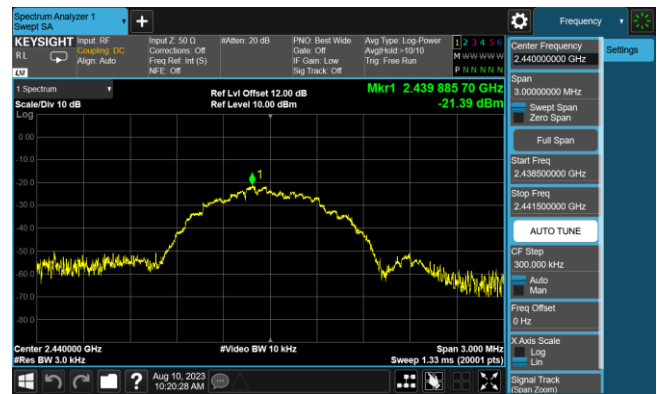 Spectrum Analyzer 1
Swept SA
Frequency
KEYSIGHT
RL
LXI
Input: RF
Coupling: DC
Align: Auto
Input Z: 50 Ω
Corrections: Off
Freq Ref: Int (S)
NFE: Off
#Atten: 20 dB
PNO: Best Wide
Gate: Off
IF Gain: Low
Sig Track: Off
Avg Type: Log-Power
Avg|Hold:>10/10
Trig: Free Run
1 2 3 4 5 6
M W W W W W
P N N N N N
1 Spectrum
Scale/Div 10 dB
Log
Ref Lvl Offset 12.00 dB
Ref Level 10.00 dBm
Mkr1 2.439 885 70 GHz
-21.39 dBm
1
0.00
-10.0
-20.0
-30.0
-40.0
-50.0
-60.0
-70.0
-80.0
Center 2.440000 GHz
#Res BW 3.0 kHz
#Video BW 10 kHz
Span 3.000 MHz
Sweep 1.33 ms (20001 pts)
Aug 10, 2023
10:20:28 AM
Center Frequency
2.440000000 GHz
Settings
Span
3.00000000 MHz
Swept Span
Zero Span
Full Span
Start Freq
2.438500000 GHz
Stop Freq
2.441500000 GHz
AUTO TUNE
CF Step
300.000 kHz
Auto
Man
Freq Offset
0 Hz
X Axis Scale
Log
Lin
Signal Track
(Span Zoom)